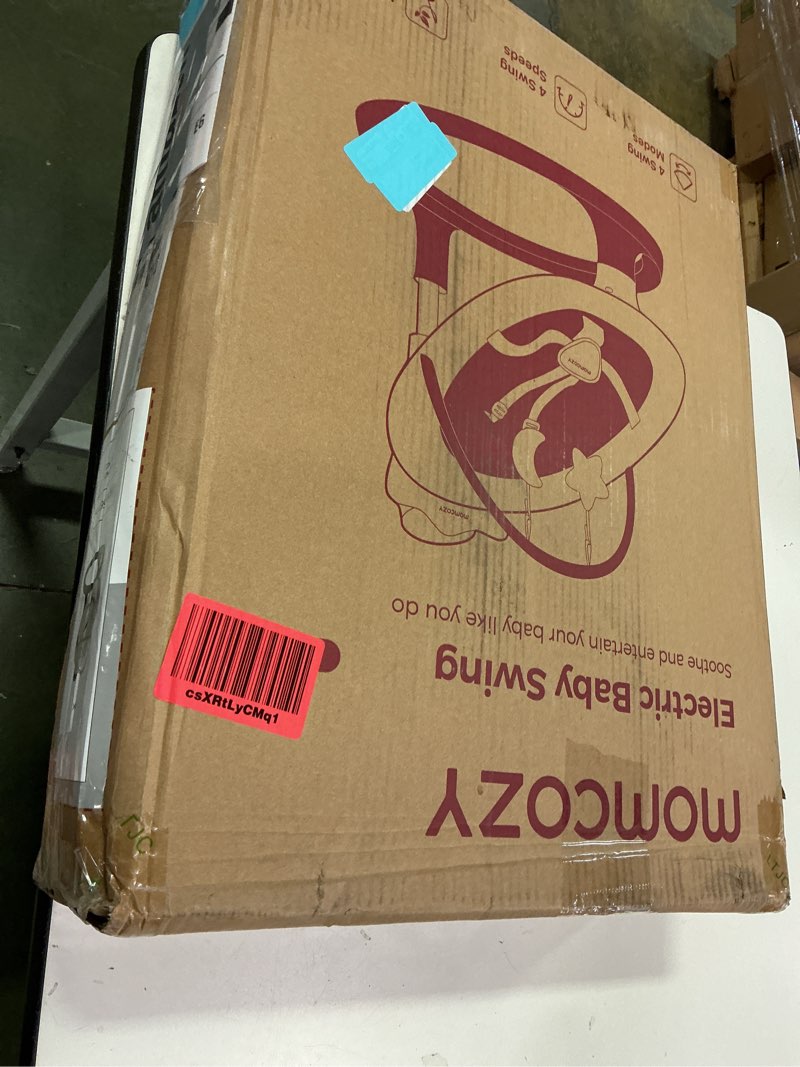 momcozy
Electric Baby Swing
Soothe and entertain your baby like you do
momcozy
momcozy
4 Swing
Modes
4 Swing
Speeds
csXRtLyCMq1